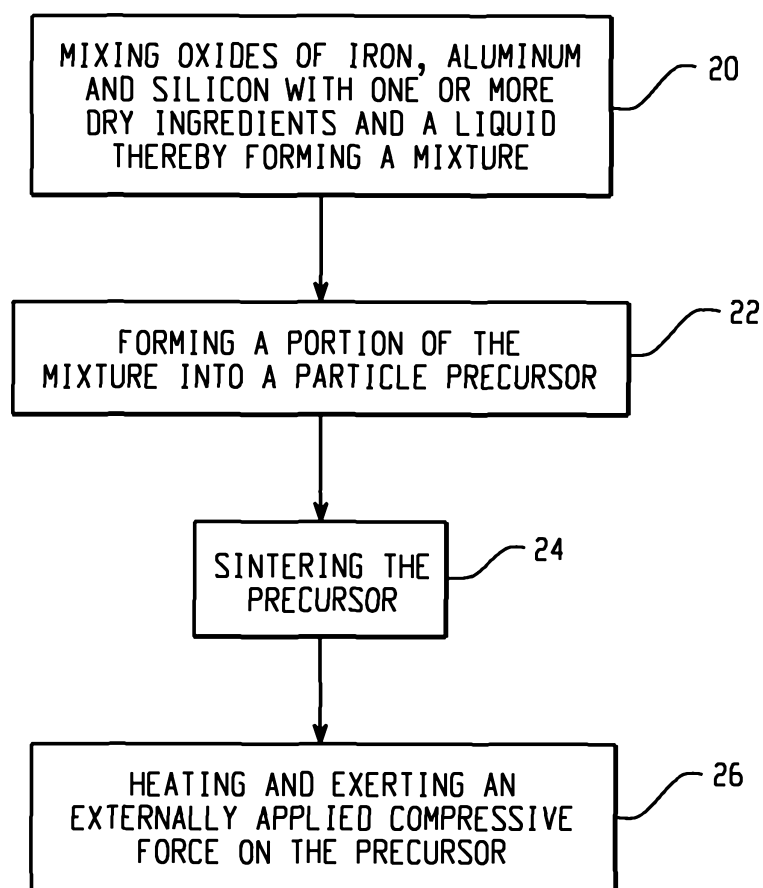 MIXING OXIDES OF IRON, ALUMINUM
AND SILICON WITH ONE OR MORE
DRY INGREDIENTS AND A LIQUID
THEREBY FORMING A MIXTURE
20
FORMING A PORTION OF THE
MIXTURE INTO A PARTICLE PRECURSOR
22
SINTERING THE
PRECURSOR
24
HEATING AND EXERTING AN
EXTERNALLY APPLIED COMPRESSIVE
FORCE ON THE PRECURSOR
26